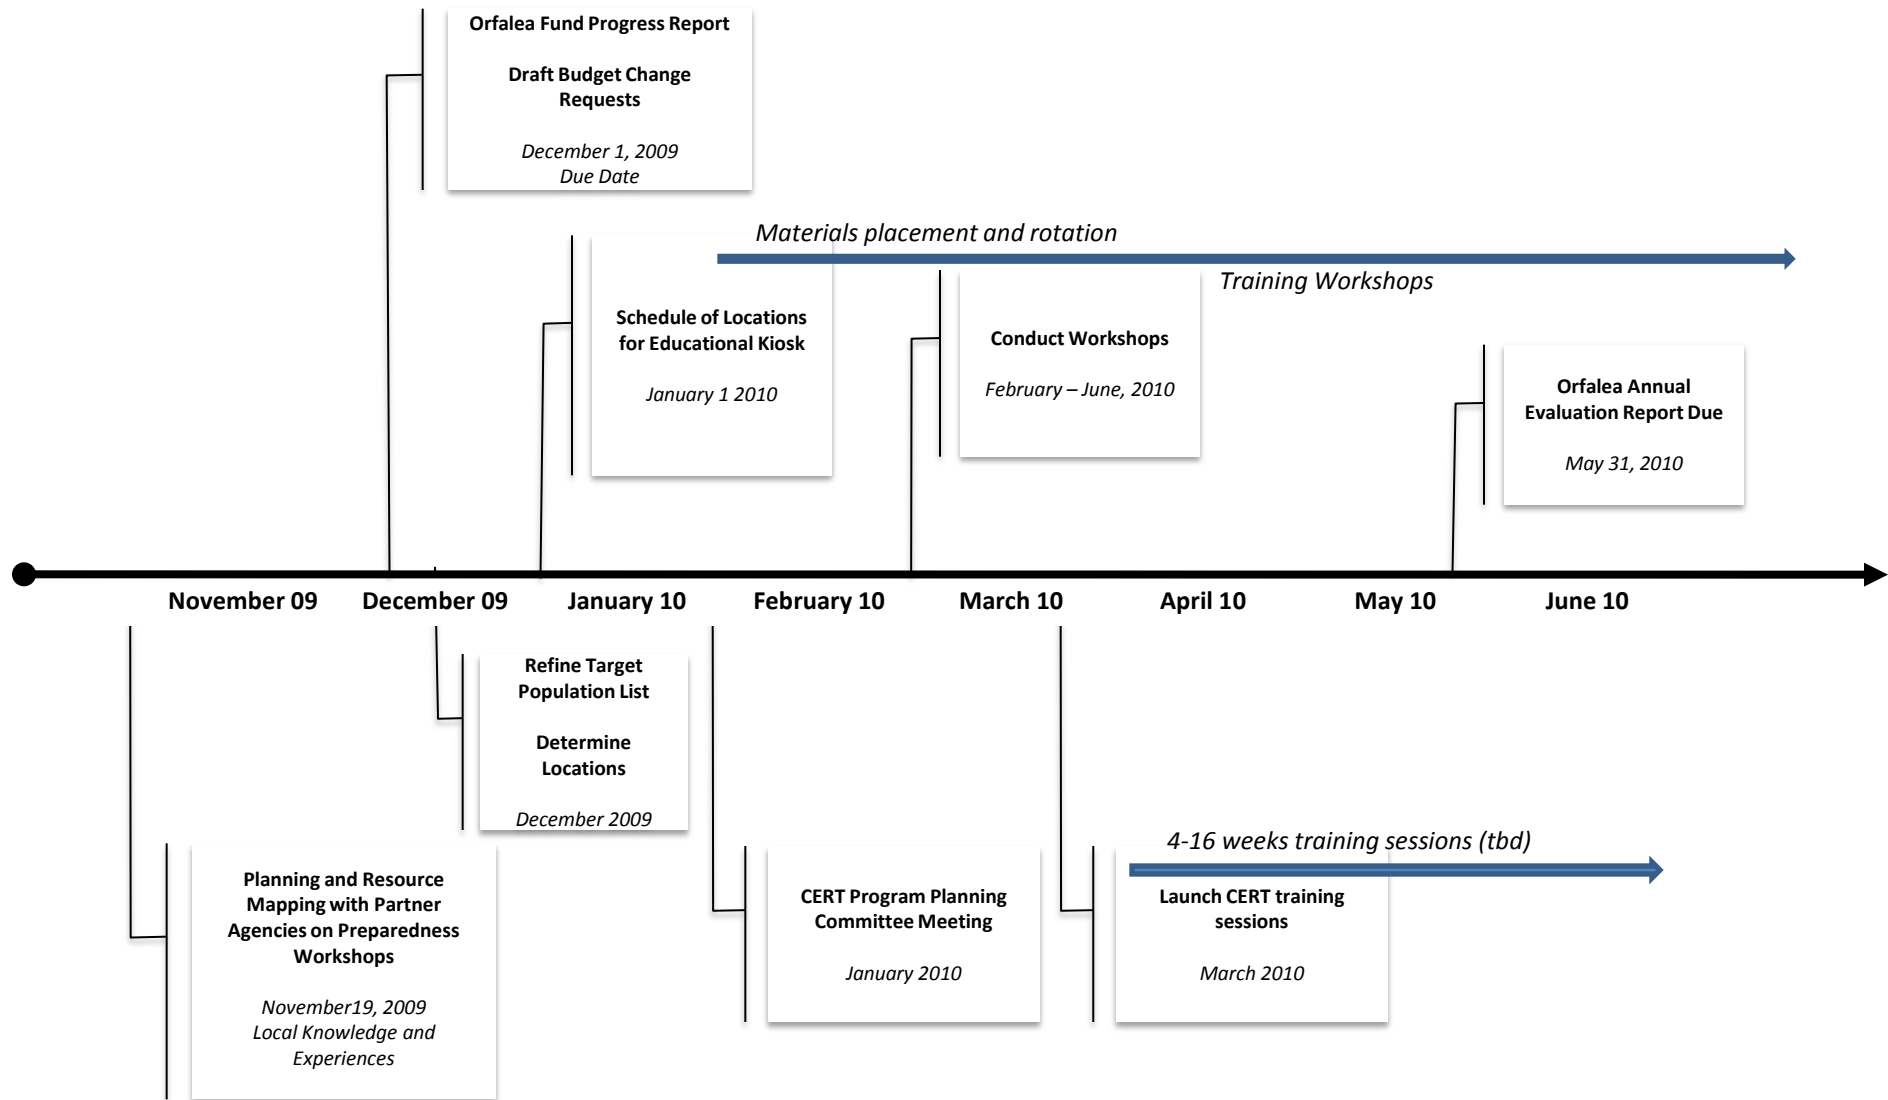 Orfalea Fund Progress Report
Draft Budget Change
Requests
December 1, 2009
Due Date
Materials placement and rotation
Training Workshops
Schedule of Locations
for Educational Kiosk
January 1 2010
Conduct Workshops
February – June, 2010
Orfalea Annual
Evaluation Report Due
May 31, 2010
November 09
December 09
January 10
February 10
March 10
April 10
May 10
June 10
Refine Target
Population List
Determine
Locations
December 2009
Planning and Resource
Mapping with Partner
Agencies on Preparedness
Workshops
November19, 2009
Local Knowledge and
Experiences
CERT Program Planning
Committee Meeting
January 2010
4-16 weeks training sessions (tbd)
Launch CERT training
sessions
March 2010